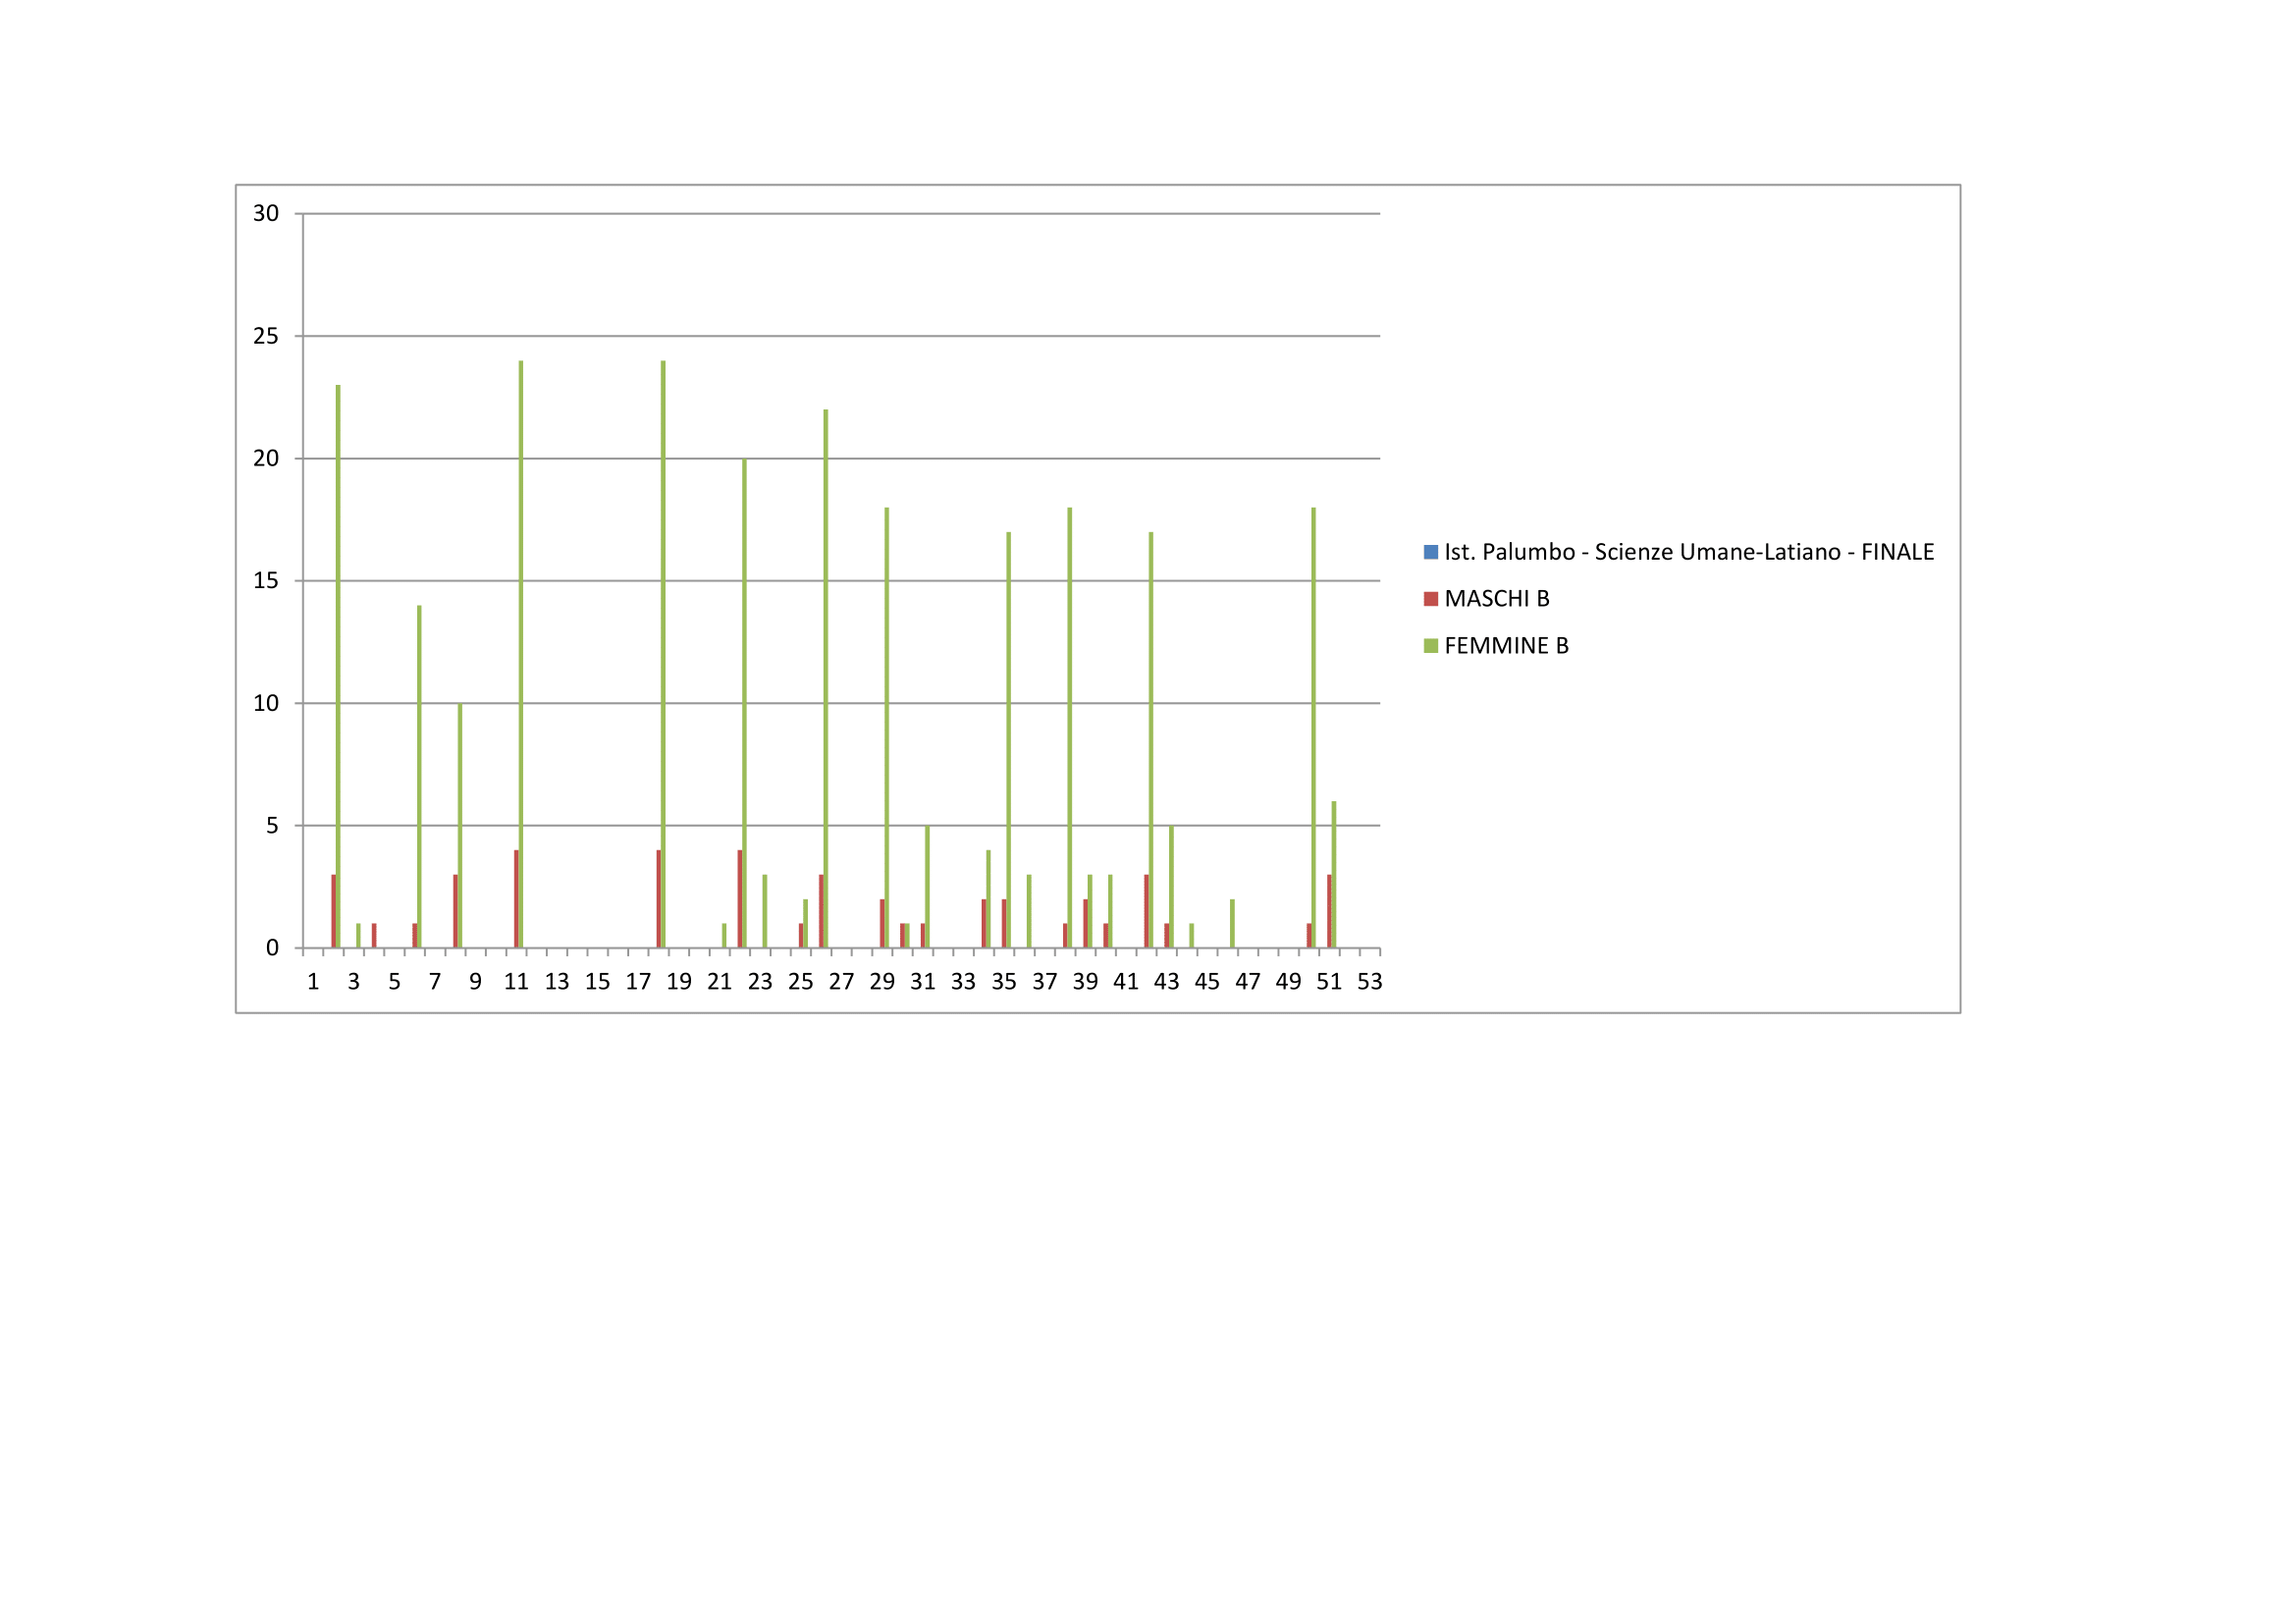 30
25
20
15
10
5
0
1 3 5 7 9 11 13 15 17 19 21 23 25 27 29 31 33 35 37 39 41 43 45 47 49 51 53
Ist. Palumbo - Scienze Umane-Latiano - FINALE
MASCHI B
FEMMINE B